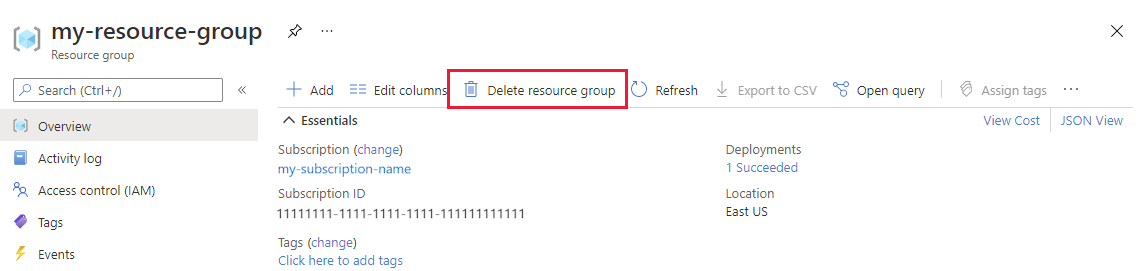 my-resource-group
Resource group
Search (Ctrl+/)
Overview
Activity log
Access control (IAM)
Tags
Events
Add Edit columns Delete resource group Refresh Export to CSV Open query Assign tags
Essentials
View Cost JSON View
Subscription (change)
my-subscription-name
Subscription ID
11111111-1111-1111-1111-111111111111
Tags (change)
Click here to add tags
Deployments
1 Succeeded
Location
East US